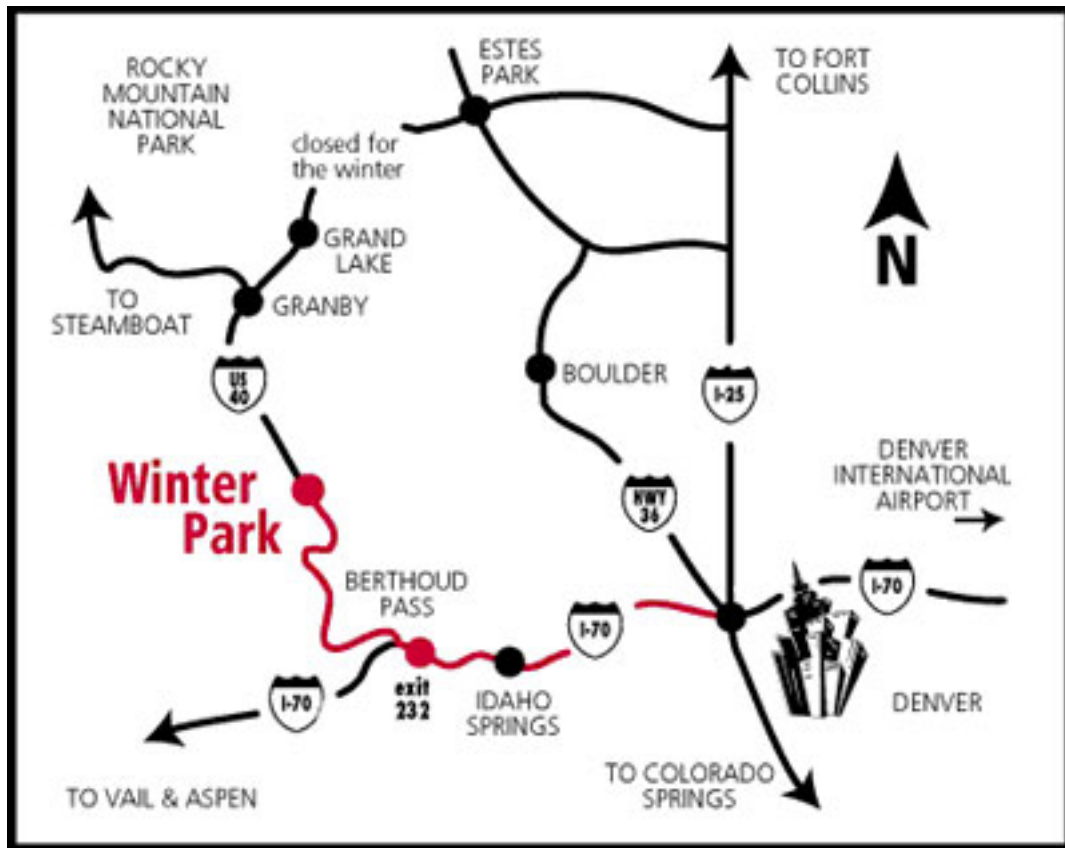 ROCKY
MOUNTAIN
NATIONAL
PARK
ESTES
PARK
TO FORT
COLLINS
closed for
the winter
GRAND
LAKE
N
TO
STEAMBOAT
GRANBY
US
40
BOULDER
I-25
Winter
Park
HWY
36
DENVER
INTERNATIONAL
AIRPORT
BERTHOUD
PASS
I-70
I-70
I-70
exit
232
IDAHO
SPRINGS
DENVER
TO COLORADO
SPRINGS
TO VAIL & ASPEN